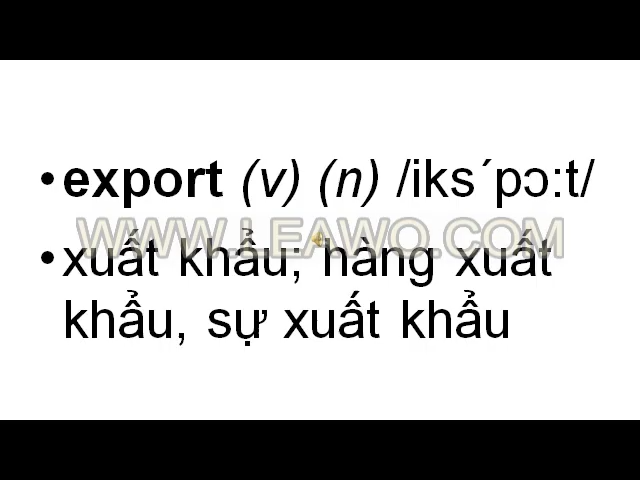 •export (v) (n) /iks´pɔ:t/
WWW.LEAWO.COM
•xuất khẩu; hàng xuất
khẩu, sự xuất khẩu